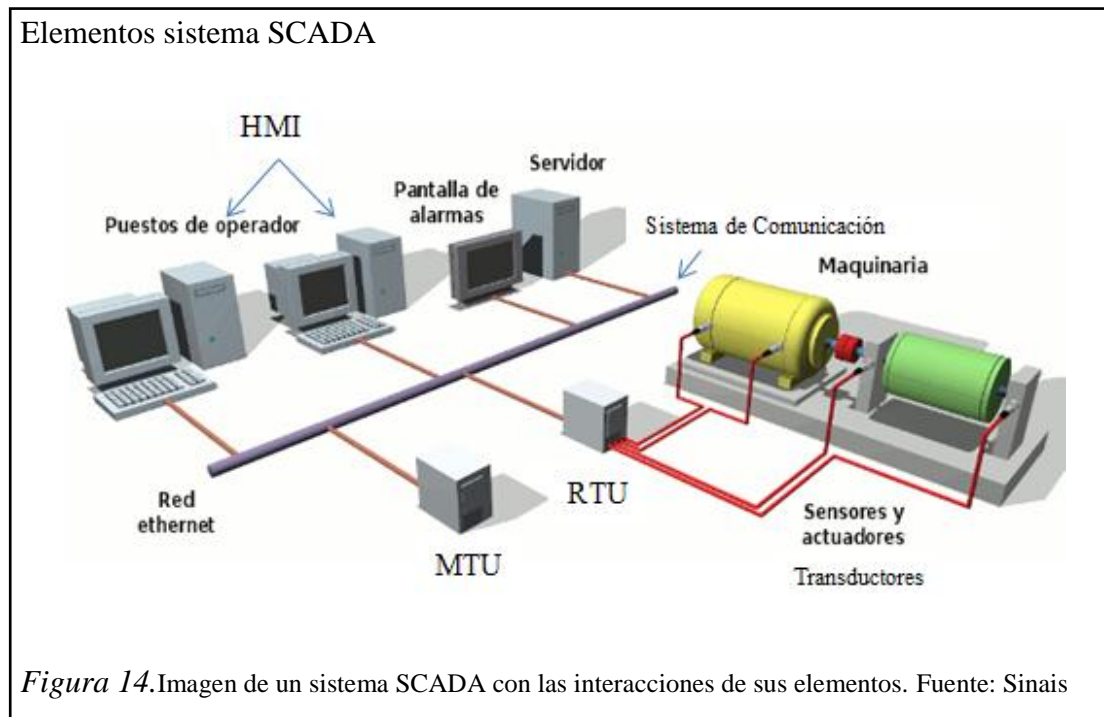 Elementos sistema SCADA
HMI
Servidor
Pantalla de
alarmas
Puestos de operador
Sistema de Comunicación
Maquinaria
Red
ethernet
RTU
MTU
Sensores y
actuadores
Transductores
Figura 14.Imagen de un sistema SCADA con las interacciones de sus elementos. Fuente: Sinais